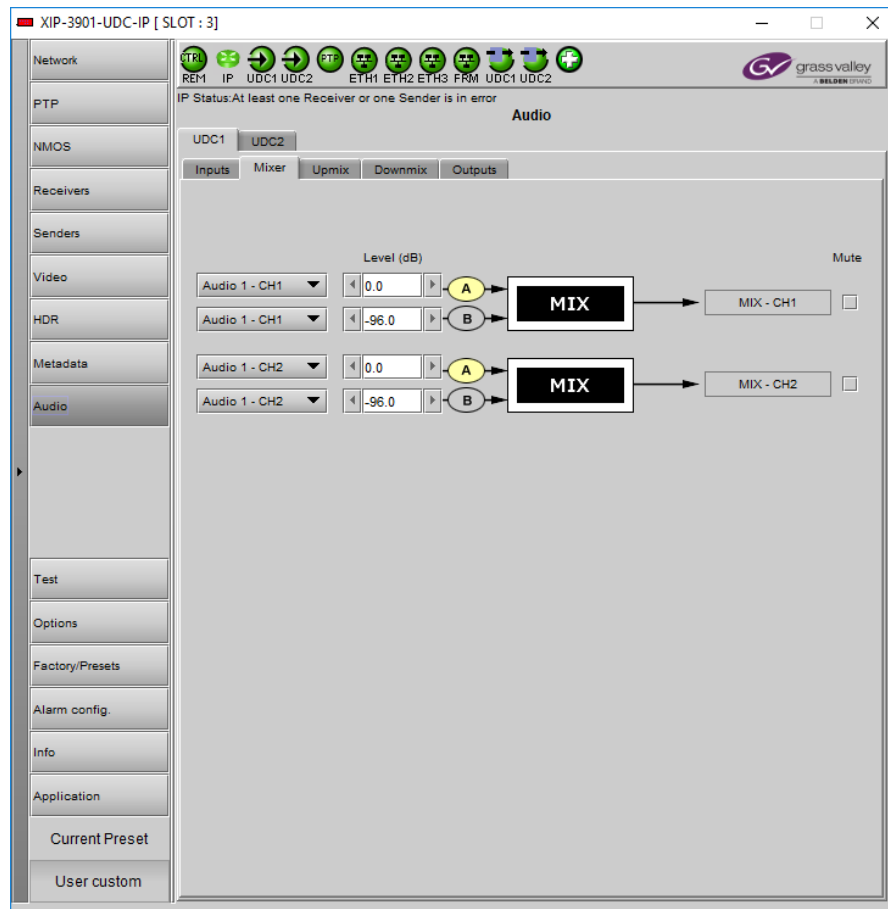 XIP-3901-UDC-IP [ SLOT : 3]
Network
PTP
NMOS
Receivers
Senders
Video
HDR
Metadata
Audio
Test
Options
Factory/Presets
Alarm config.
Info
Application
Current Preset
User custom
CTRL PTP
REM IP UDC1 UDC2 ETH1 ETH2 ETH3 FRM UDC1 UDC2
GV grass valley
A BELDEN BRAND
IP Status:At least one Receiver or one Sender is in error
Audio
UDC1 UDC2
Inputs Mixer Upmix Downmix Outputs
Level (dB) Mute
Audio 1 - CH1 0.0 A
MIX MIX - CH1
Audio 1 - CH1 -96.0 B
Audio 1 - CH2 0.0 A
MIX MIX - CH2
Audio 1 - CH2 -96.0 B